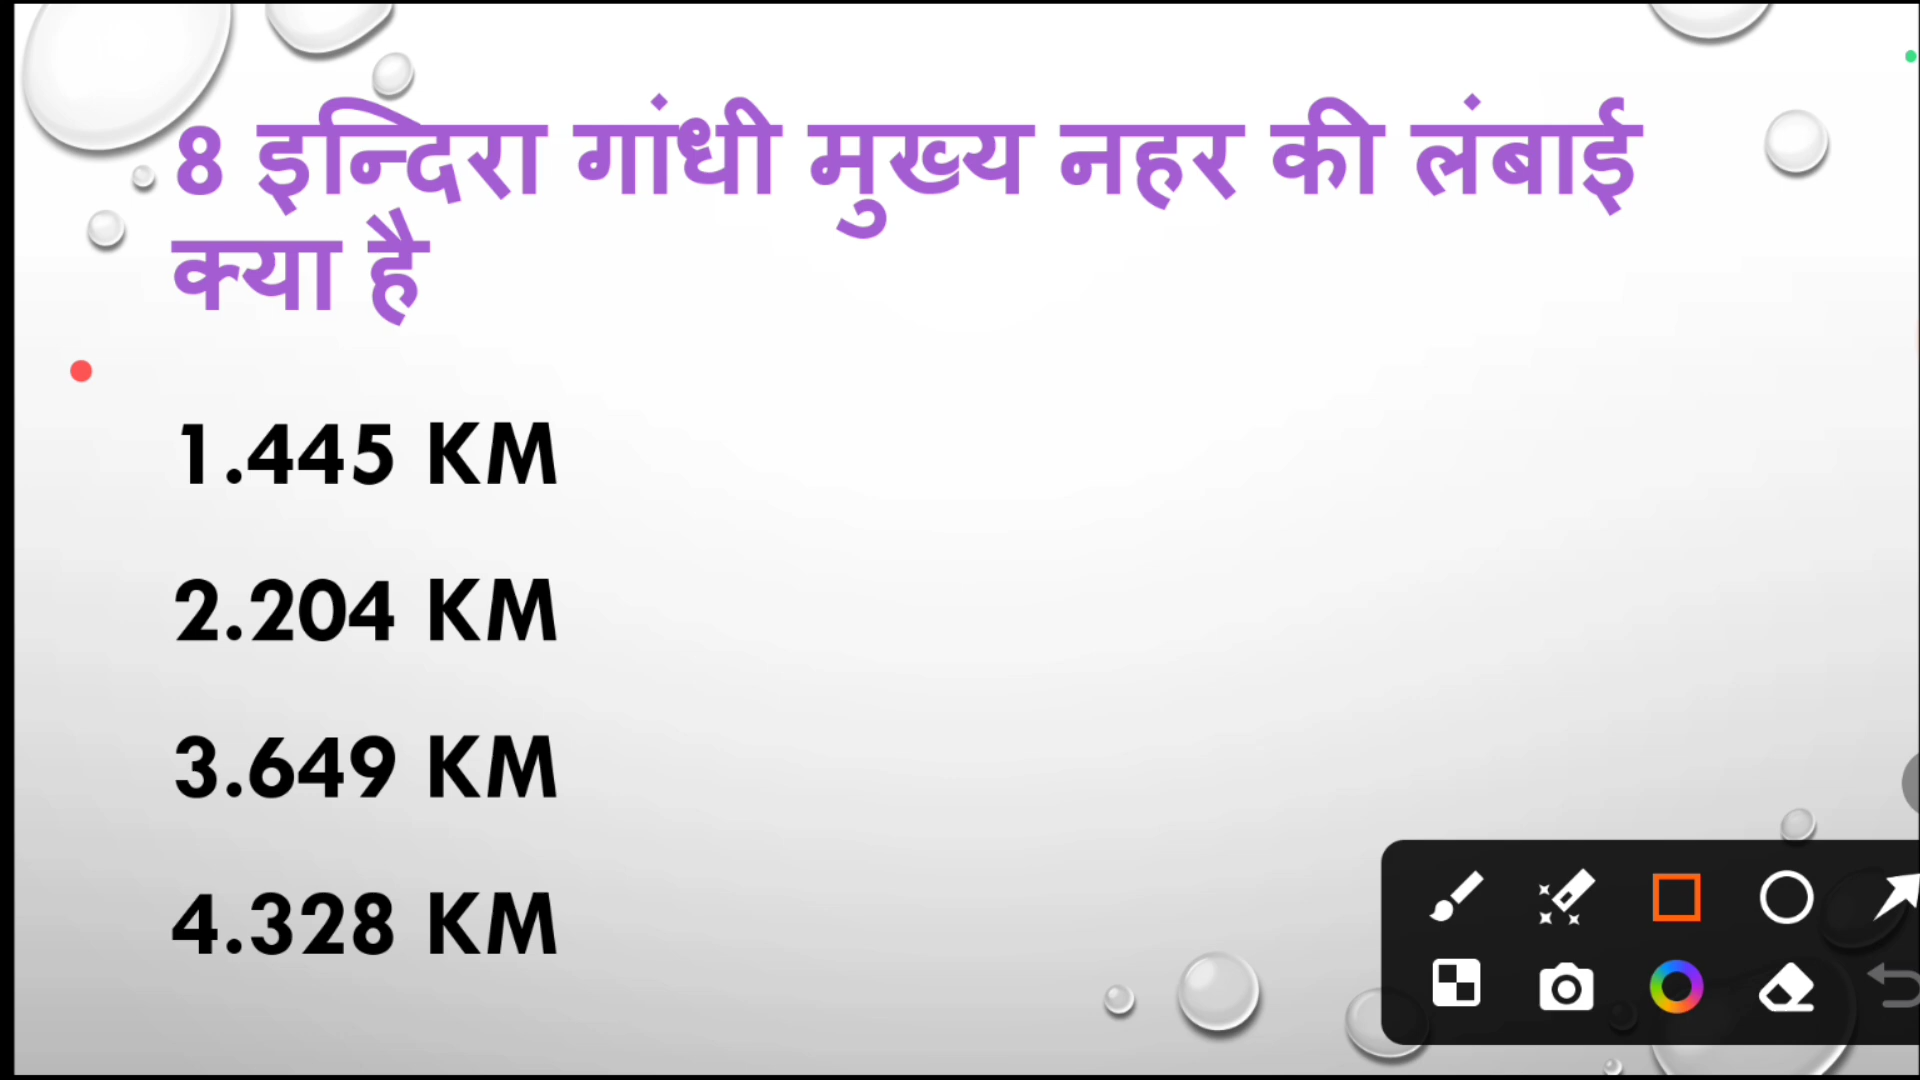 8 इन्दिरा गांधी मुख्य नहर की लंबाई
क्या है
1.445 KM
2.204 KM
3.649 KM
4.328 KM